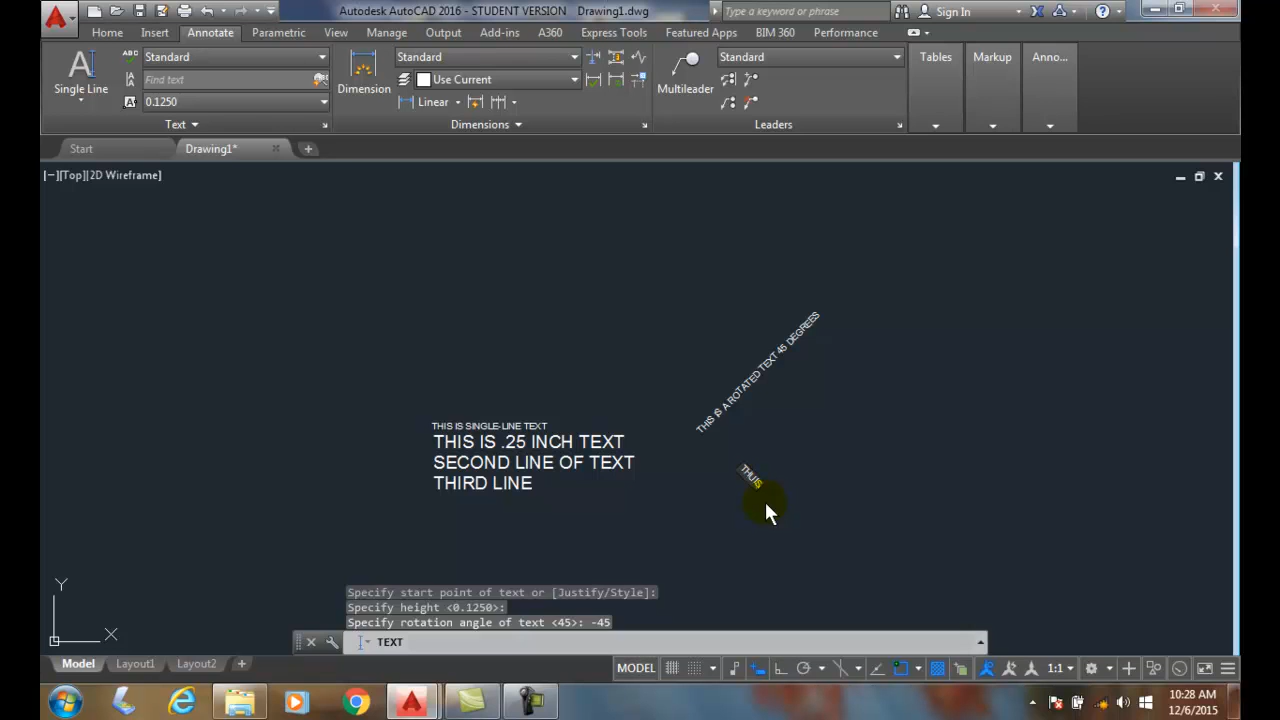 Autodesk AutoCAD 2016 - STUDENT VERSION Drawing1.dwg
Type a keyword or phrase
Sign In
Home Insert Annotate Parametric View Manage Output Add-ins A360 Express Tools Featured Apps BIM 360 Performance
ABC Standard Standard Standard Tables Markup Anno...
Find text Use Current
Single Line Dimension Multileader
0.1250 Linear
Text Dimensions Leaders
Start Drawing1*
[−][Top][2D Wireframe]
THIS IS A ROTATED TEXT 45 DEGREES
THIS IS SINGLE-LINE TEXT
THIS IS .25 INCH TEXT
SECOND LINE OF TEXT
THIRD LINE
THUIS
Y
X
Specify start point of text or [Justify/Style]:
Specify height <0.1250>:
Specify rotation angle of text <45>: -45
TEXT
Model Layout1 Layout2 + MODEL 1:1
10:28 AM
12/6/2015